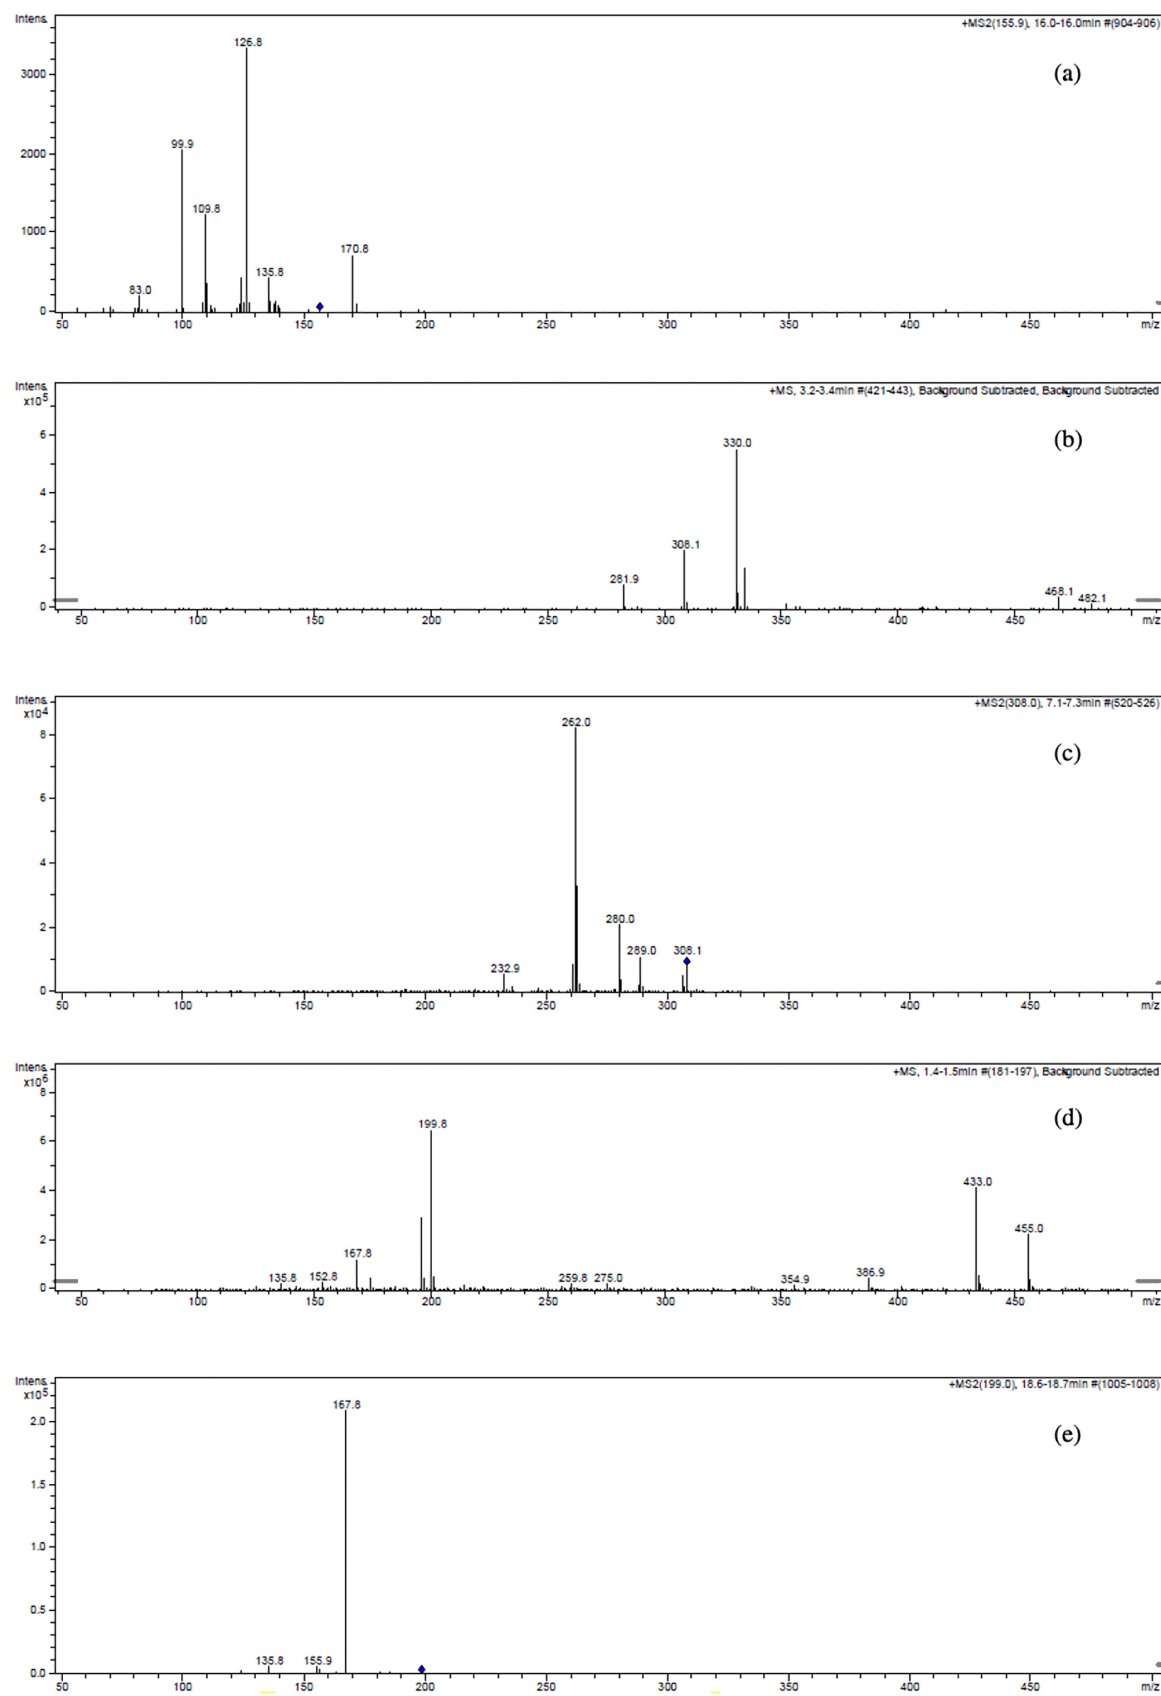 Intens.
+MS2(155.9), 16.0-16.0min #(904-906)
(a)
126.8
3000
99.9
2000
109.8
1000
170.8
135.8
83.0
0
50 100 150 200 250 300 350 400 450 m/z
Intens.
x10^5
+MS, 3.2-3.4min #(421-443), Background Subtracted, Background Subtracted
(b)
330.0
6
4
308.1
2
281.9
468.1
482.1
0
50 100 150 200 250 300 350 400 450 m/z
Intens.
x10^4
+MS2(308.0), 7.1-7.3min #(520-526)
(c)
262.0
8
6
4
2
280.0
289.0
308.1
232.9
0
50 100 150 200 250 300 350 400 450 m/z
Intens.
x10^6
+MS, 1.4-1.5min #(181-197), Background Subtracted
(d)
8
199.8
6
433.0
4
455.0
2
167.8
135.8
152.8
259.8
275.0
354.9
386.9
0
50 100 150 200 250 300 350 400 450 m/z
Intens.
x10^5
+MS2(199.0), 18.6-18.7min #(1005-1008)
(e)
167.8
2.0
1.5
1.0
0.5
135.8
155.9
0.0
50 100 150 200 250 300 350 400 450 m/z